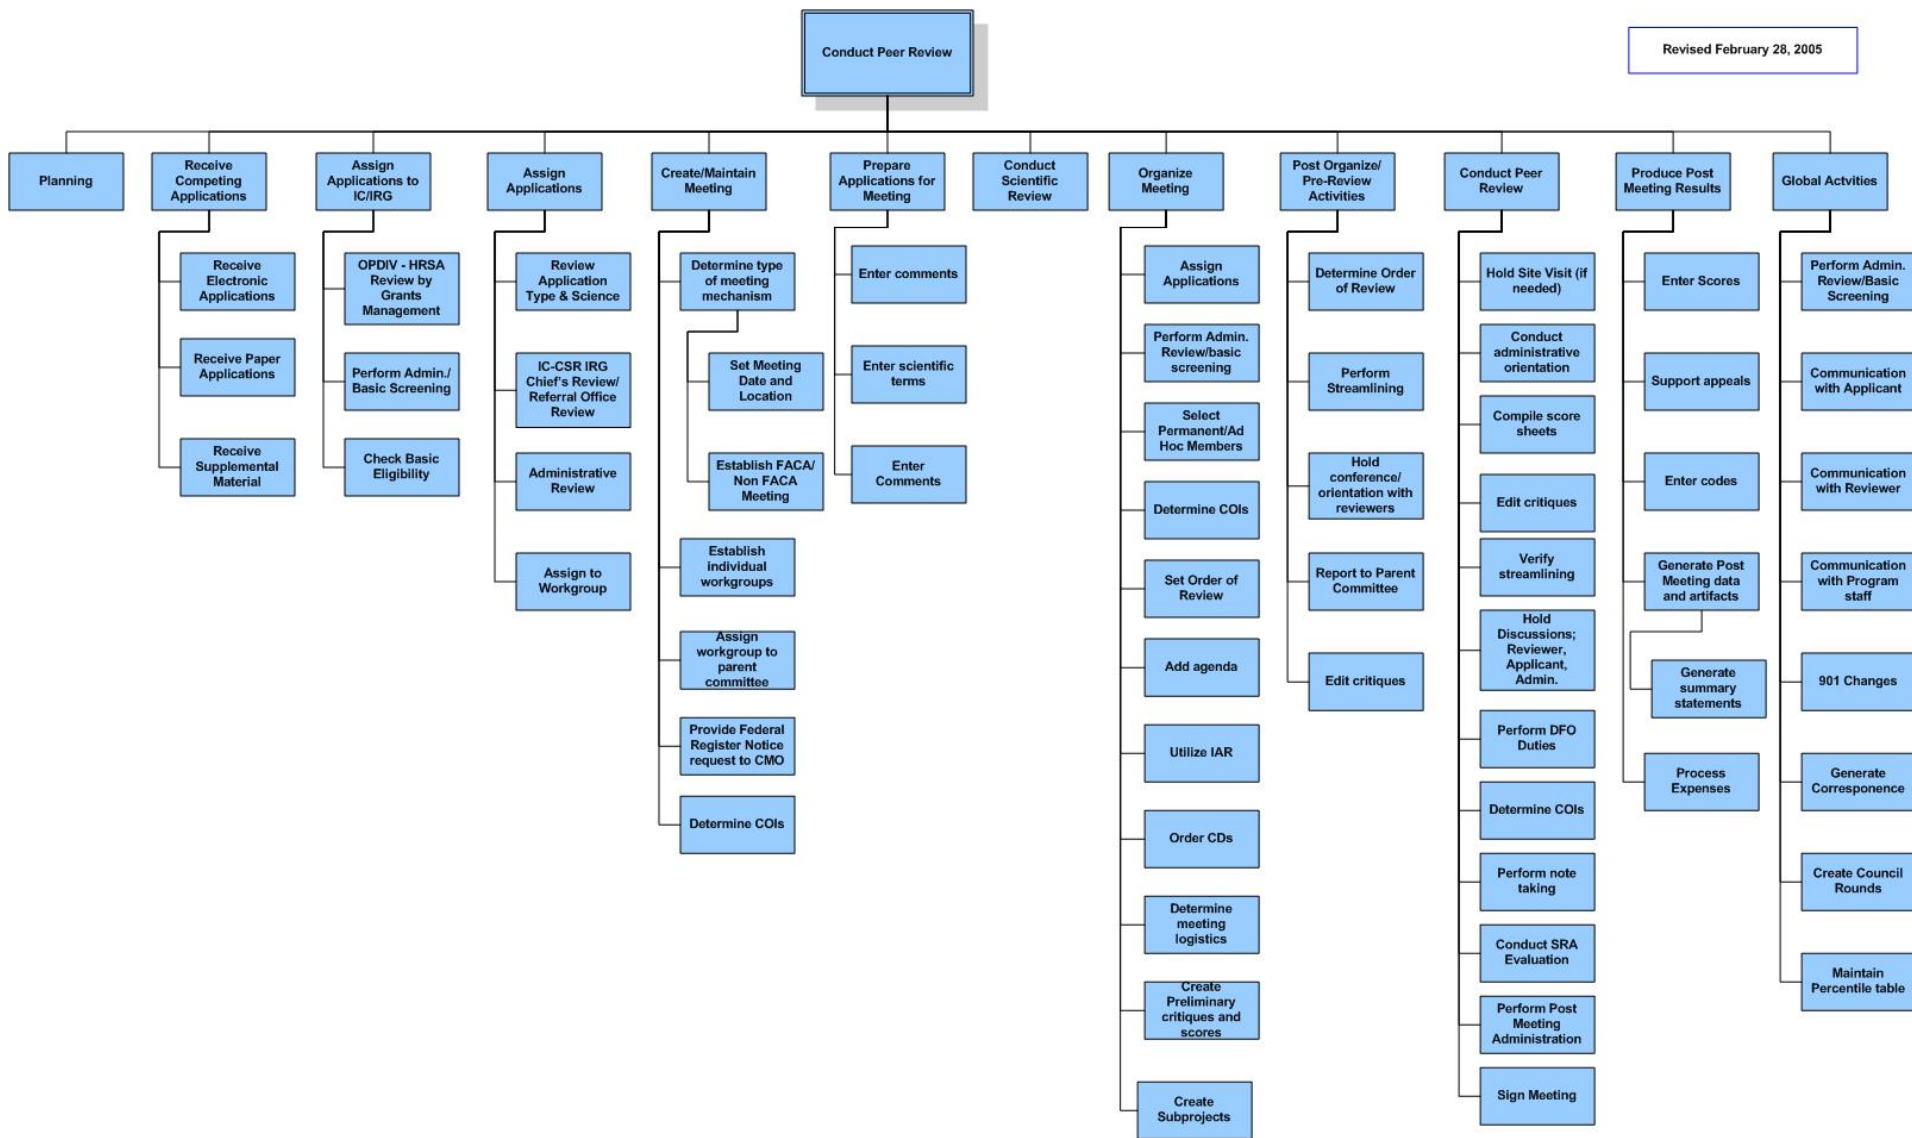 Conduct Peer Review
Revised February 28, 2005
Planning
Receive
Competing
Applications
Assign
Applications to
IC/IRG
Assign
Applications
Create/Maintain
Meeting
Prepare
Applications for
Meeting
Conduct
Scientific
Review
Organize
Meeting
Post Organize/
Pre-Review
Activities
Conduct Peer
Review
Produce Post
Meeting Results
Global Actvities
Receive
Electronic
Applications
Receive Paper
Applications
Receive
Supplemental
Material
OPDIV - HRSA
Review by
Grants
Management
Perform Admin./
Basic Screening
Check Basic
Eligibility
Review
Application
Type & Science
IC-CSR IRG
Chief's Review/
Referral Office
Review
Administrative
Review
Assign to
Workgroup
Determine type
of meeting
mechanism
Set Meeting
Date and
Location
Establish FACA/
Non FACA
Meeting
Establish
individual
workgroups
Assign
workgroup to
parent
committee
Provide Federal
Register Notice
request to CMO
Determine COIs
Enter comments
Enter scientific
terms
Enter
Comments
Assign
Applications
Perform Admin.
Review/basic
screening
Select
Permanent/Ad
Hoc Members
Determine COIs
Set Order of
Review
Add agenda
Utilize IAR
Order CDs
Determine
meeting
logistics
Create
Preliminary
critiques and
scores
Create
Subprojects
Determine Order
of Review
Perform
Streamlining
Hold
conference/
orientation with
reviewers
Report to Parent
Committee
Edit critiques
Hold Site Visit (if
needed)
Conduct
administrative
orientation
Compile score
sheets
Edit critiques
Verify
streamlining
Hold
Discussions;
Reviewer,
Applicant,
Admin.
Perform DFO
Duties
Determine COIs
Perform note
taking
Conduct SRA
Evaluation
Perform Post
Meeting
Administration
Sign Meeting
Enter Scores
Support appeals
Enter codes
Generate Post
Meeting data
and artifacts
Generate
summary
statements
Process
Expenses
Perform Admin.
Review/Basic
Screening
Communication
with Applicant
Communication
with Reviewer
Communication
with Program
staff
901 Changes
Generate
Corresponence
Create Council
Rounds
Maintain
Percentile table